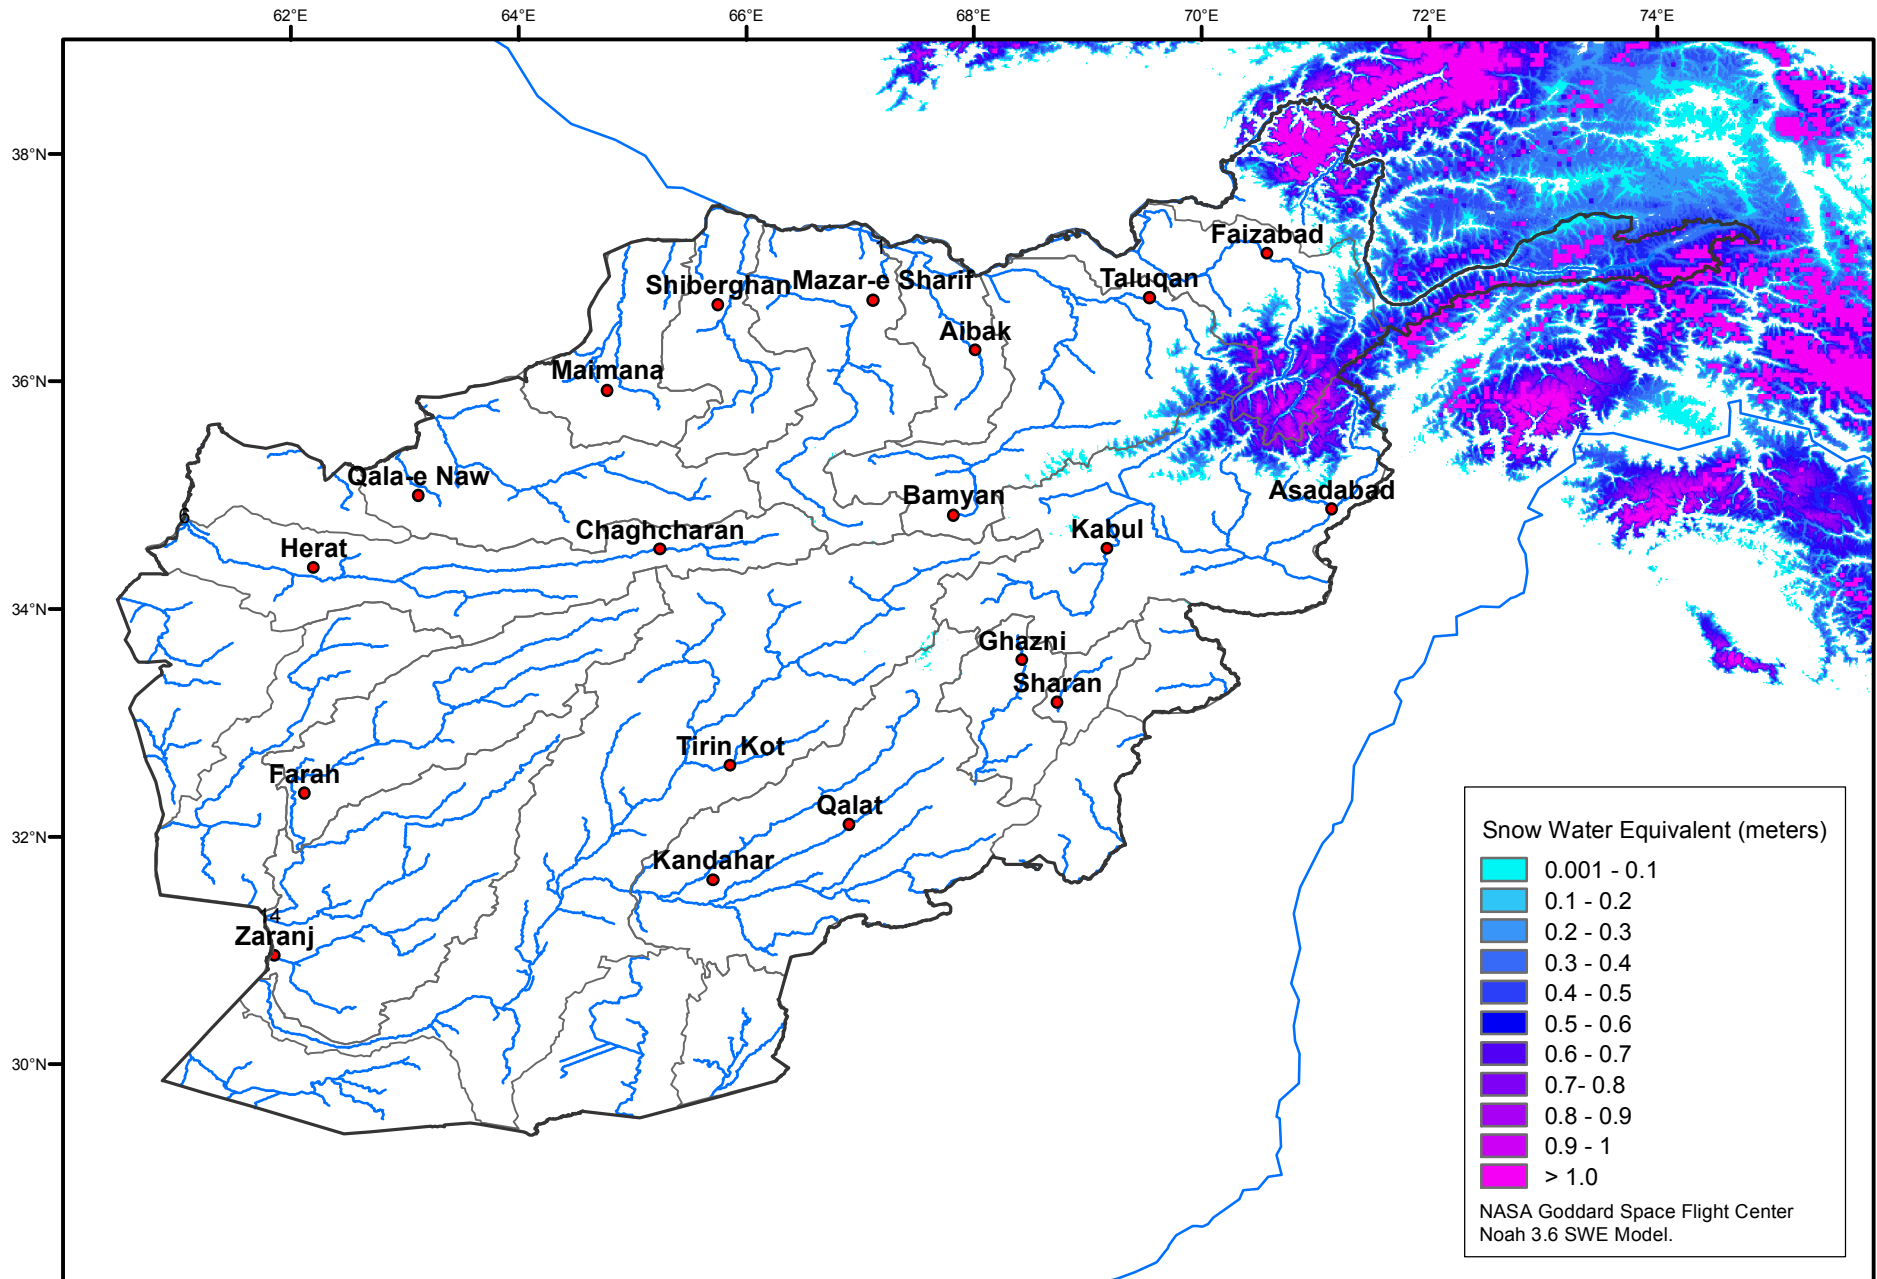 62°E
64°E
66°E
68°E
70°E
72°E
74°E
38°N
36°N
34°N
32°N
30°N
Faizabad
Shiberghan
Mazar-e Sharif
Taluqan
Aibak
Maimana
Qala-e Naw
Bamyan
Asadabad
6
Chaghcharan
Kabul
Herat
Ghazni
Sharan
Tirin Kot
Farah
Qalat
Kandahar
14
Zaranj
Snow Water Equivalent (meters)
0.001 - 0.1
0.1 - 0.2
0.2 - 0.3
0.3 - 0.4
0.4 - 0.5
0.5 - 0.6
0.6 - 0.7
0.7- 0.8
0.8 - 0.9
0.9 - 1
> 1.0
NASA Goddard Space Flight Center
Noah 3.6 SWE Model.